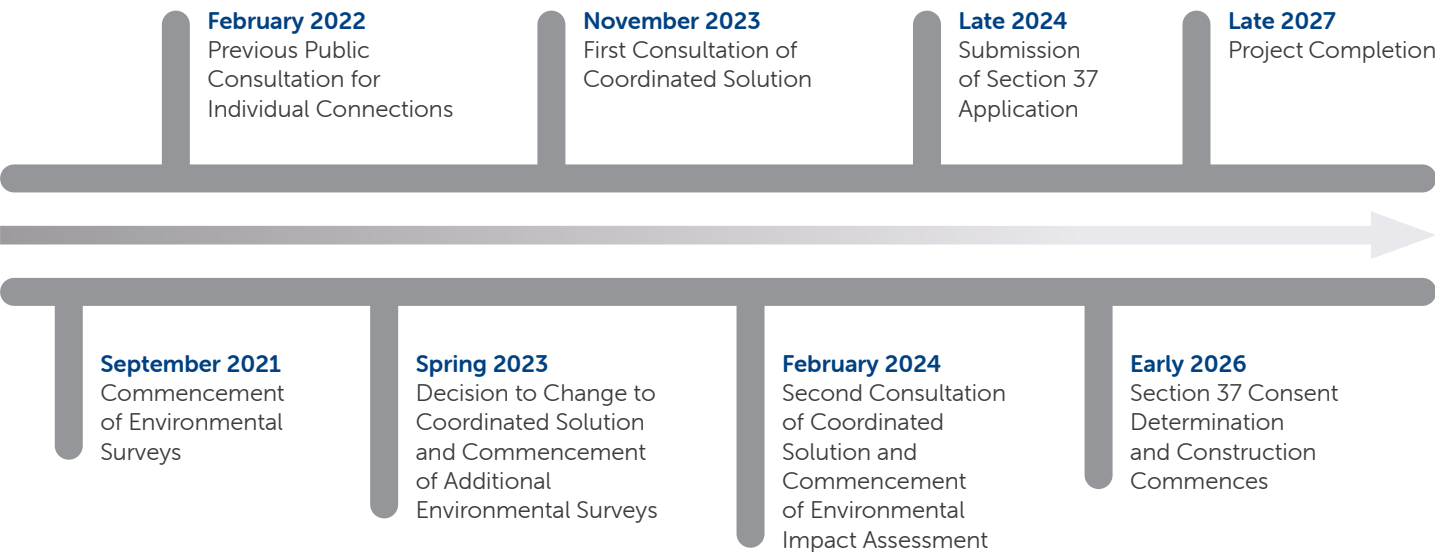 February 2022
Previous Public
Consultation for
Individual Connections
November 2023
First Consultation of
Coordinated Solution
Late 2024
Submission
of Section 37
Application
Late 2027
Project Completion
September 2021
Commencement
of Environmental
Surveys
Spring 2023
Decision to Change to
Coordinated Solution
and Commencement
of Additional
Environmental Surveys
February 2024
Second Consultation
of Coordinated
Solution and
Commencement
of Environmental
Impact Assessment
Early 2026
Section 37 Consent
Determination
and Construction
Commences